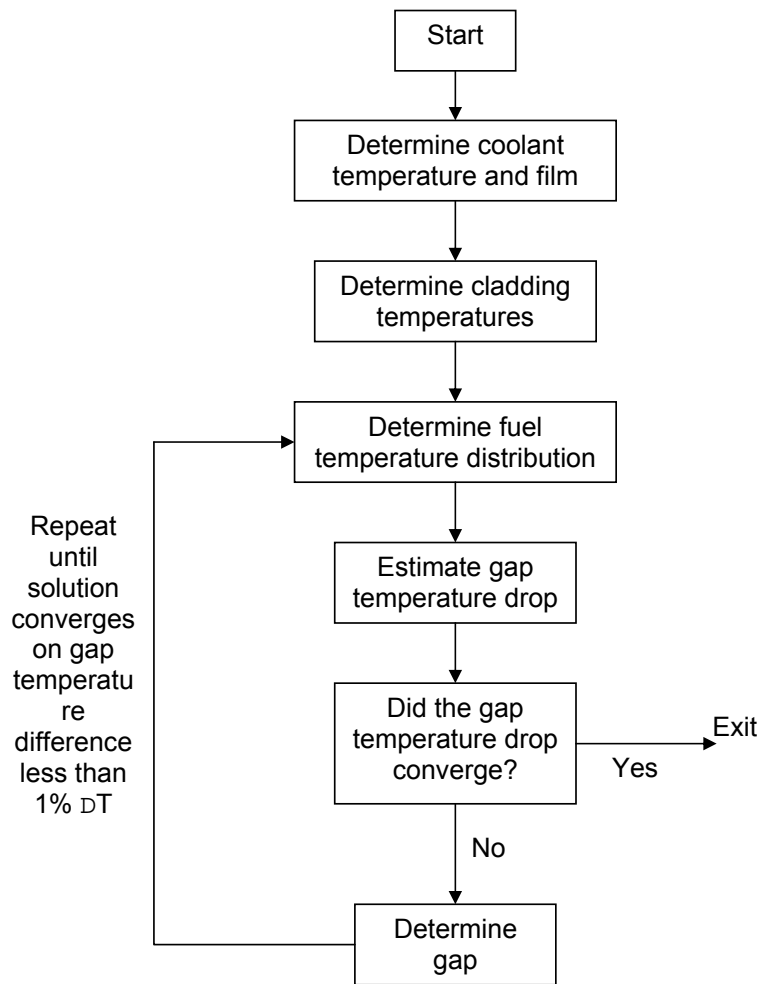 Start
Determine coolant
temperature and film
Determine cladding
temperatures
Determine fuel
temperature distribution
Repeat
until
solution
converges
on gap
temperatu
re
difference
less than
1% DT
Estimate gap
temperature drop
Did the gap
temperature drop
converge?
Exit
Yes
No
Determine
gap